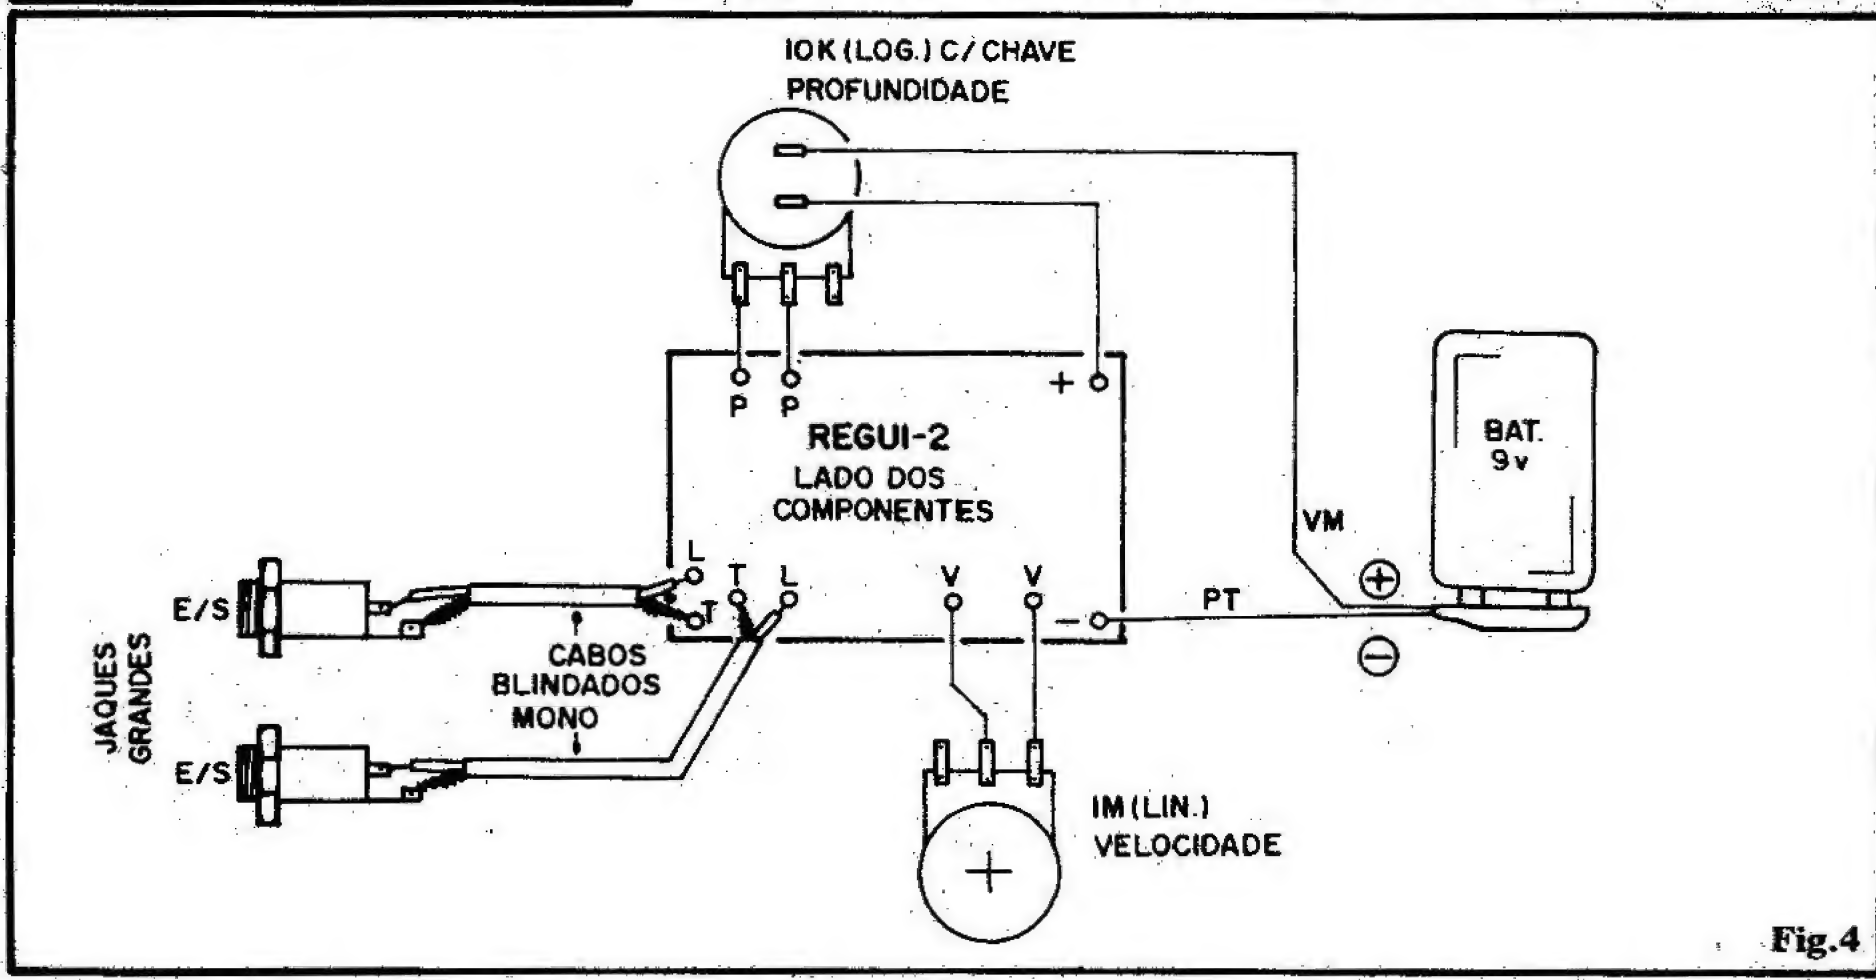 10K (LOG.) C/ CHAVE
PROFUNDIDADE
P P +
REGUI-2
LADO DOS
COMPONENTES
BAT.
9v
VM
L T L V V
T
PT
+
−
−
E/S
JAQUES
GRANDES
CABOS
BLINDADOS
MONO
E/S
1M (LIN.)
VELOCIDADE
Fig.4